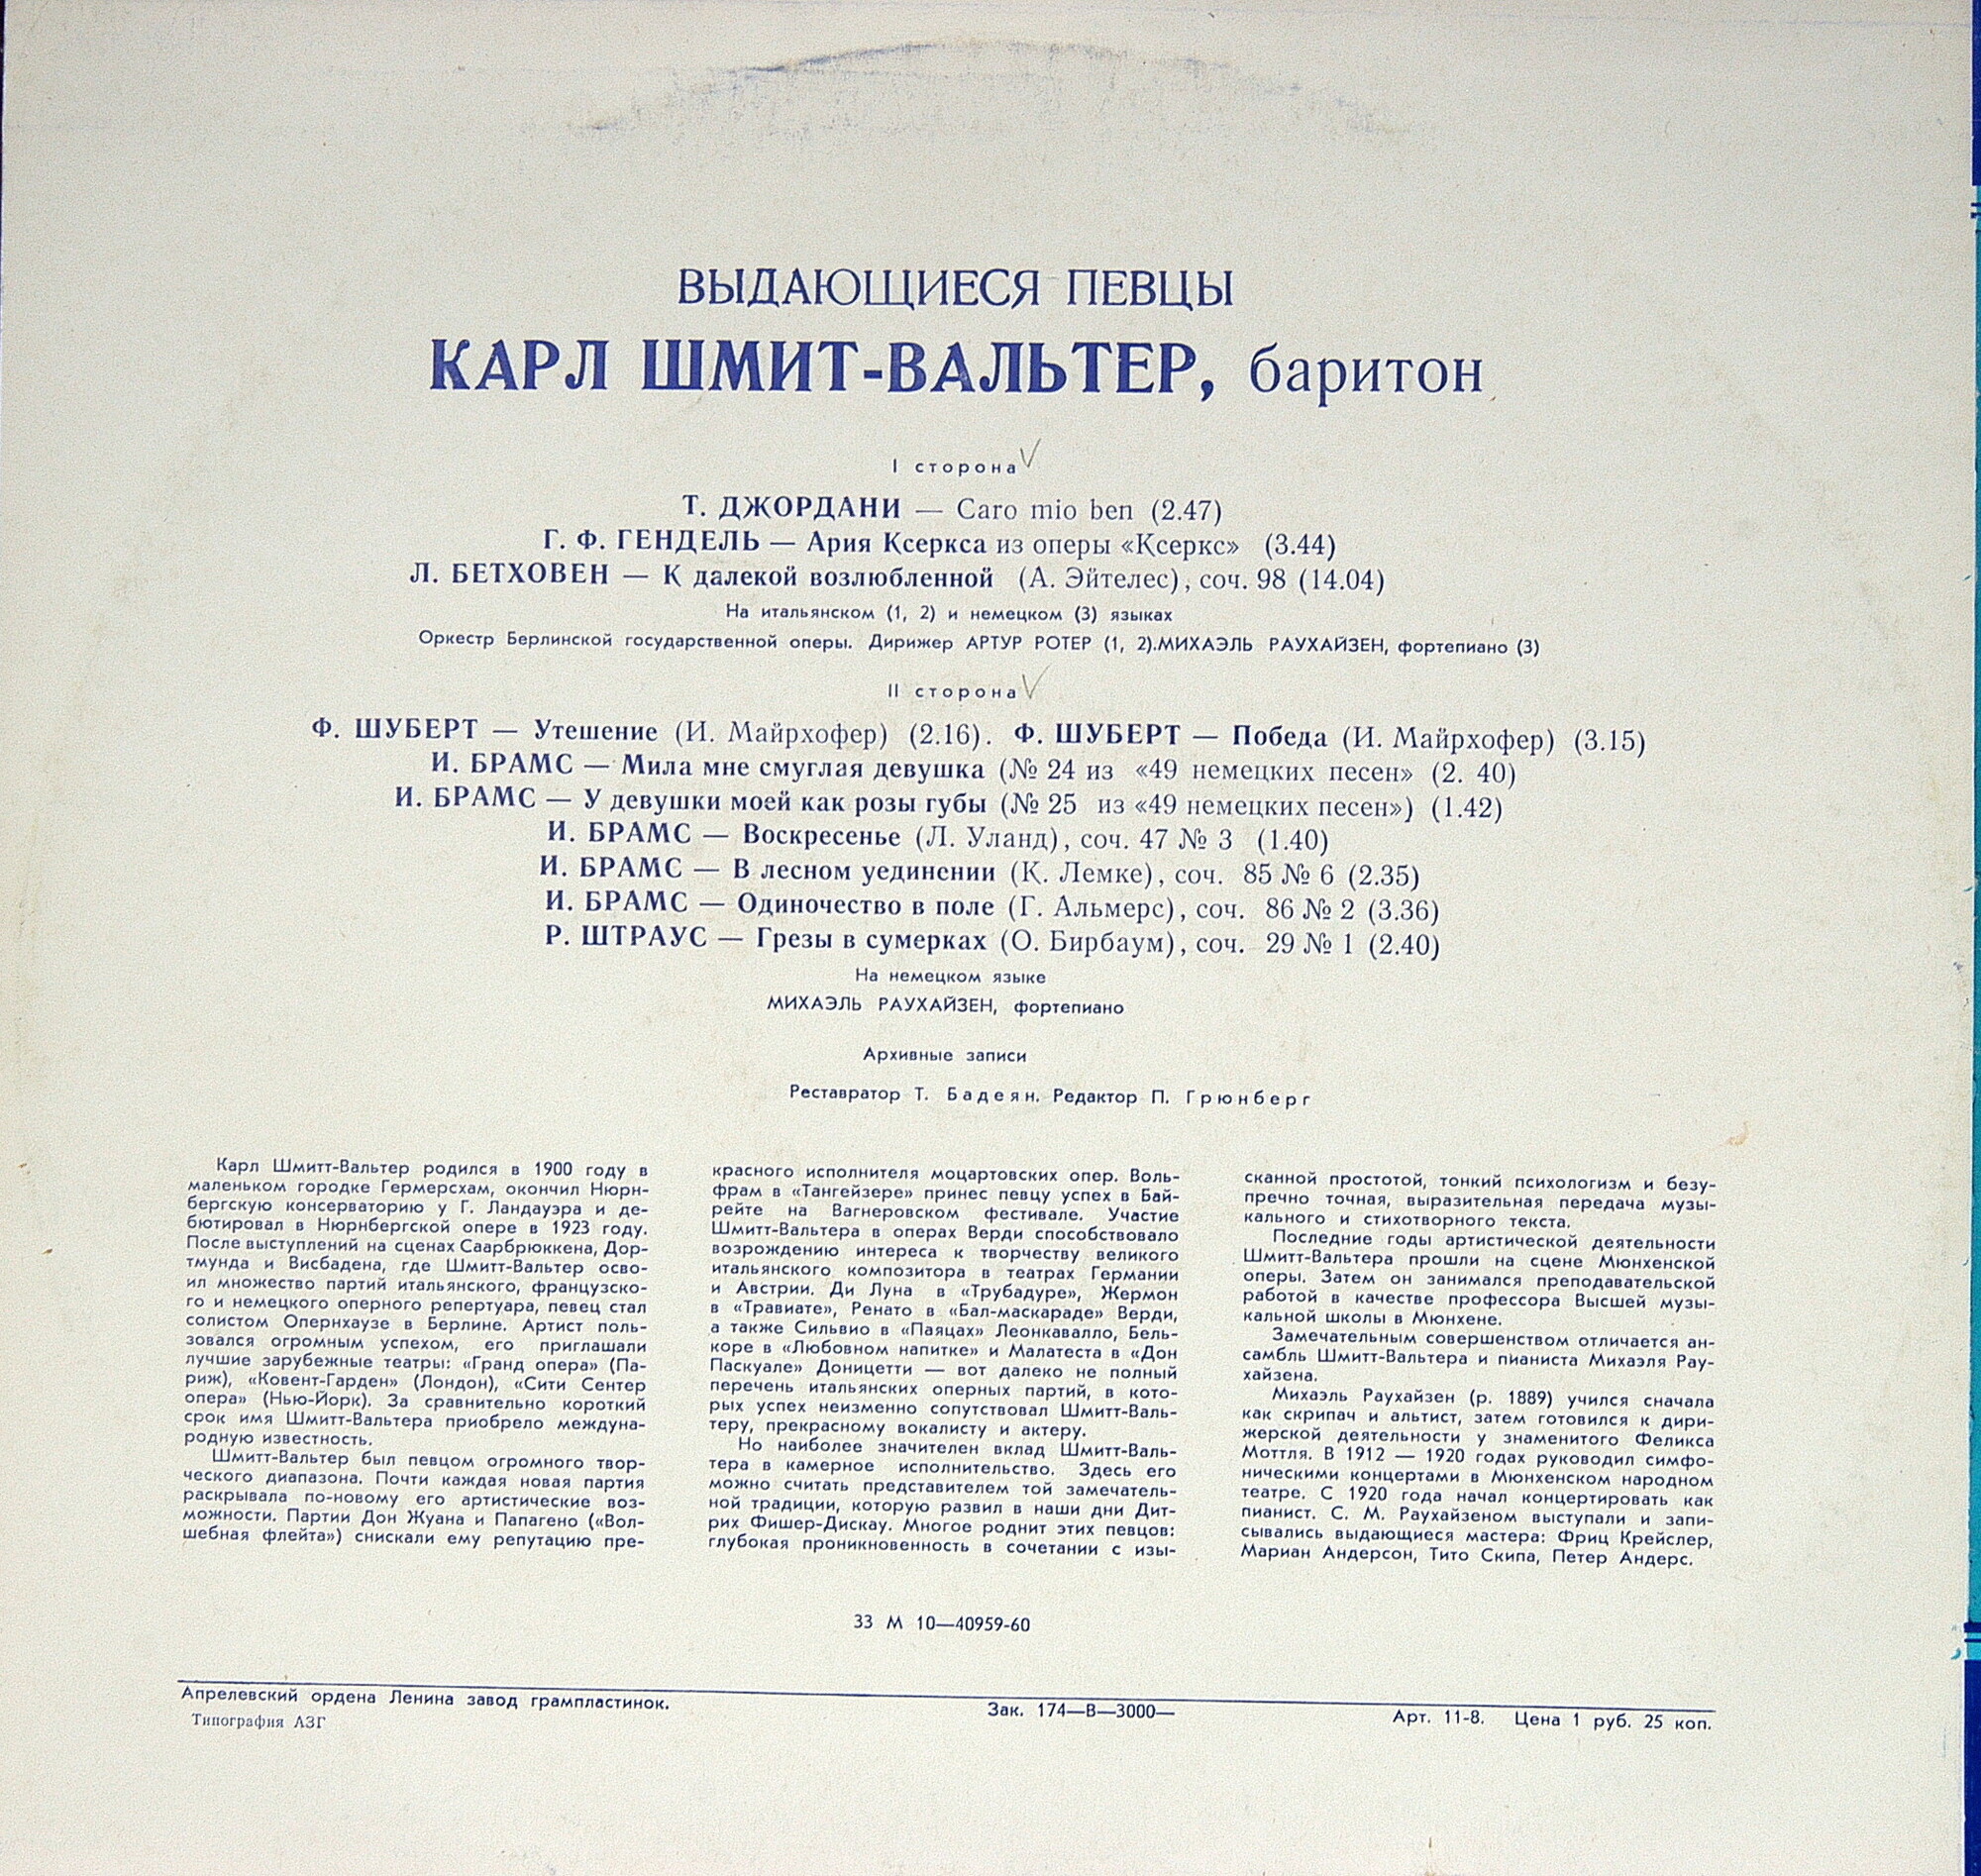 ВЫДАЮЩИЕСЯ ПЕВЦЫ
КАРЛ ШМИТ-ВАЛЬТЕР, баритон
I сторона
Т. ДЖОРДАНИ — Caro mio ben (2.47)
Г. Ф. ГЕНДЕЛЬ — Ария Ксеркса из оперы «Ксеркс» (3.44)
Л. БЕТХОВЕН — К далекой возлюбленной (А. Эйтелес), соч. 98 (14.04)
На итальянском (1, 2) и немецком (3) языках
Оркестр Берлинской государственной оперы. Дирижер АРТУР РОТЕР (1, 2).МИХАЭЛЬ РАУХАЙЗЕН, фортепиано (3)
II сторона
Ф. ШУБЕРТ — Утешение (И. Майрхофер) (2.16). Ф. ШУБЕРТ — Победа (И. Майрхофер) (3.15)
И. БРАМС — Мила мне смуглая девушка (№ 24 из «49 немецких песен» (2. 40)
И. БРАМС — У девушки моей как розы губы (№ 25 из «49 немецких песен») (1.42)
И. БРАМС — Воскресенье (Л. Уланд), соч. 47 № 3 (1.40)
И. БРАМС — В лесном уединении (К. Лемке), соч. 85 № 6 (2.35)
И. БРАМС — Одиночество в поле (Г. Альмерс), соч. 86 № 2 (3.36)
Р. ШТРАУС — Грезы в сумерках (О. Бирбаум), соч. 29 № 1 (2.40)
На немецком языке
МИХАЭЛЬ РАУХАЙЗЕН, фортепиано
Архивные записи
Реставратор Т. Бадеян. Редактор П. Грюнберг
Карл Шмитт-Вальтер родился в 1900 году в
маленьком городке Гермерсхам, окончил Нюрн-
бергскую консерваторию у Г. Ландауэра и де-
бютировал в Нюрнбергской опере в 1923 году.
После выступлений на сценах Саарбрюккена, Дор-
тмунда и Висбадена, где Шмитт-Вальтер осво-
ил множество партий итальянского, французско-
го и немецкого оперного репертуара, певец стал
солистом Опернхаузе в Берлине. Артист поль-
зовался огромным успехом, его приглашали
лучшие зарубежные театры: «Гранд опера» (Па-
риж), «Ковент-Гарден» (Лондон), «Сити Сентер
опера» (Нью-Йорк). За сравнительно короткий
срок имя Шмитт-Вальтера приобрело междуна-
родную известность.
Шмитт-Вальтер был певцом огромного твор-
ческого диапазона. Почти каждая новая партия
раскрывала по-новому его артистические воз-
можности. Партии Дон Жуана и Папагено («Вол-
шебная флейта») снискали ему репутацию пре-
красного исполнителя моцартовских опер. Воль-
фрам в «Тангейзере» принес певцу успех в Бай-
рейте на Вагнеровском фестивале. Участие
Шмитт-Вальтера в операх Верди способствовало
возрождению интереса к творчеству великого
итальянского композитора в театрах Германии
и Австрии. Ди Луна в «Трубадуре», Жермон
в «Травиате», Ренато в «Бал-маскараде» Верди,
а также Сильвио в «Паяцах» Леонкавалло, Бель-
коре в «Любовном напитке» и Малатеста в «Дон
Паскуале» Доницетти — вот далеко не полный
перечень итальянских оперных партий, в кото-
рых успех неизменно сопутствовал Шмитт-Валь-
теру, прекрасному вокалисту и актеру.
Но наиболее значителен вклад Шмитт-Валь-
тера в камерное исполнительство. Здесь его
можно считать представителем той замечатель-
ной традиции, которую развил в наши дни Дит-
рих Фишер-Дискау. Многое роднит этих певцов:
глубокая проникновенность в сочетании с изы-
сканной простотой, тонкий психологизм и безу-
пречно точная, выразительная передача музы-
кального и стихотворного текста.
Последние годы артистической деятельности
Шмитт-Вальтера прошли на сцене Мюнхенской
оперы. Затем он занимался преподавательской
работой в качестве профессора Высшей музы-
кальной школы в Мюнхене.
Замечательным совершенством отличается ан-
самбль Шмитт-Вальтера и пианиста Михаэля Рау-
хайзена.
Михаэль Раухайзен (р. 1889) учился сначала
как скрипач и альтист, затем готовился к дири-
жерской деятельности у знаменитого Феликса
Моттля. В 1912 — 1920 годах руководил симфо-
ническими концертами в Мюнхенском народном
театре. С 1920 года начал концертировать как
пианист. С. М. Раухайзеном выступали и запи-
сывались выдающиеся мастера: Фриц Крейслер,
Мариан Андерсон, Тито Скипа, Петер Андерс.
33 М 10—40959-60
Апрелевский ордена Ленина завод грампластинок. Зак. 174—В—3000— Арт. 11-8. Цена 1 руб. 25 коп.
Типография АЗГ